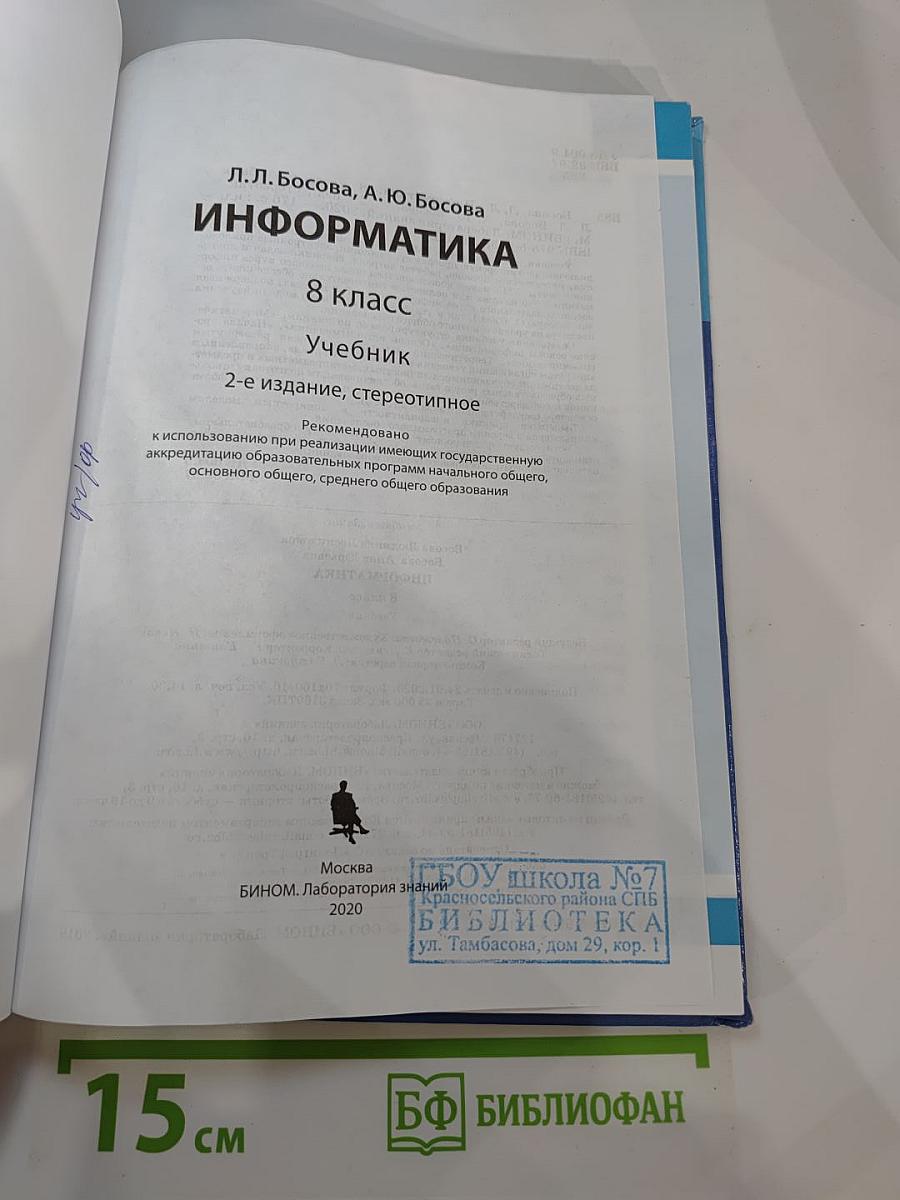 Л. Л. Босова, А. Ю. Босова
ИНФОРМАТИКА
8 класс
Учебник
2-е издание, стереотипное
Рекомендовано
к использованию при реализации имеющих государственную
аккредитацию образовательных программ начального общего,
основного общего, среднего общего образования
Москва
БИНОМ. Лаборатория знаний
2020
ГБОУ школа №7
Красносельского района СПБ
БИБЛИОТЕКА
ул. Тамбасова, дом 29, кор. 1
15 см
БФ БИБЛИОФАН